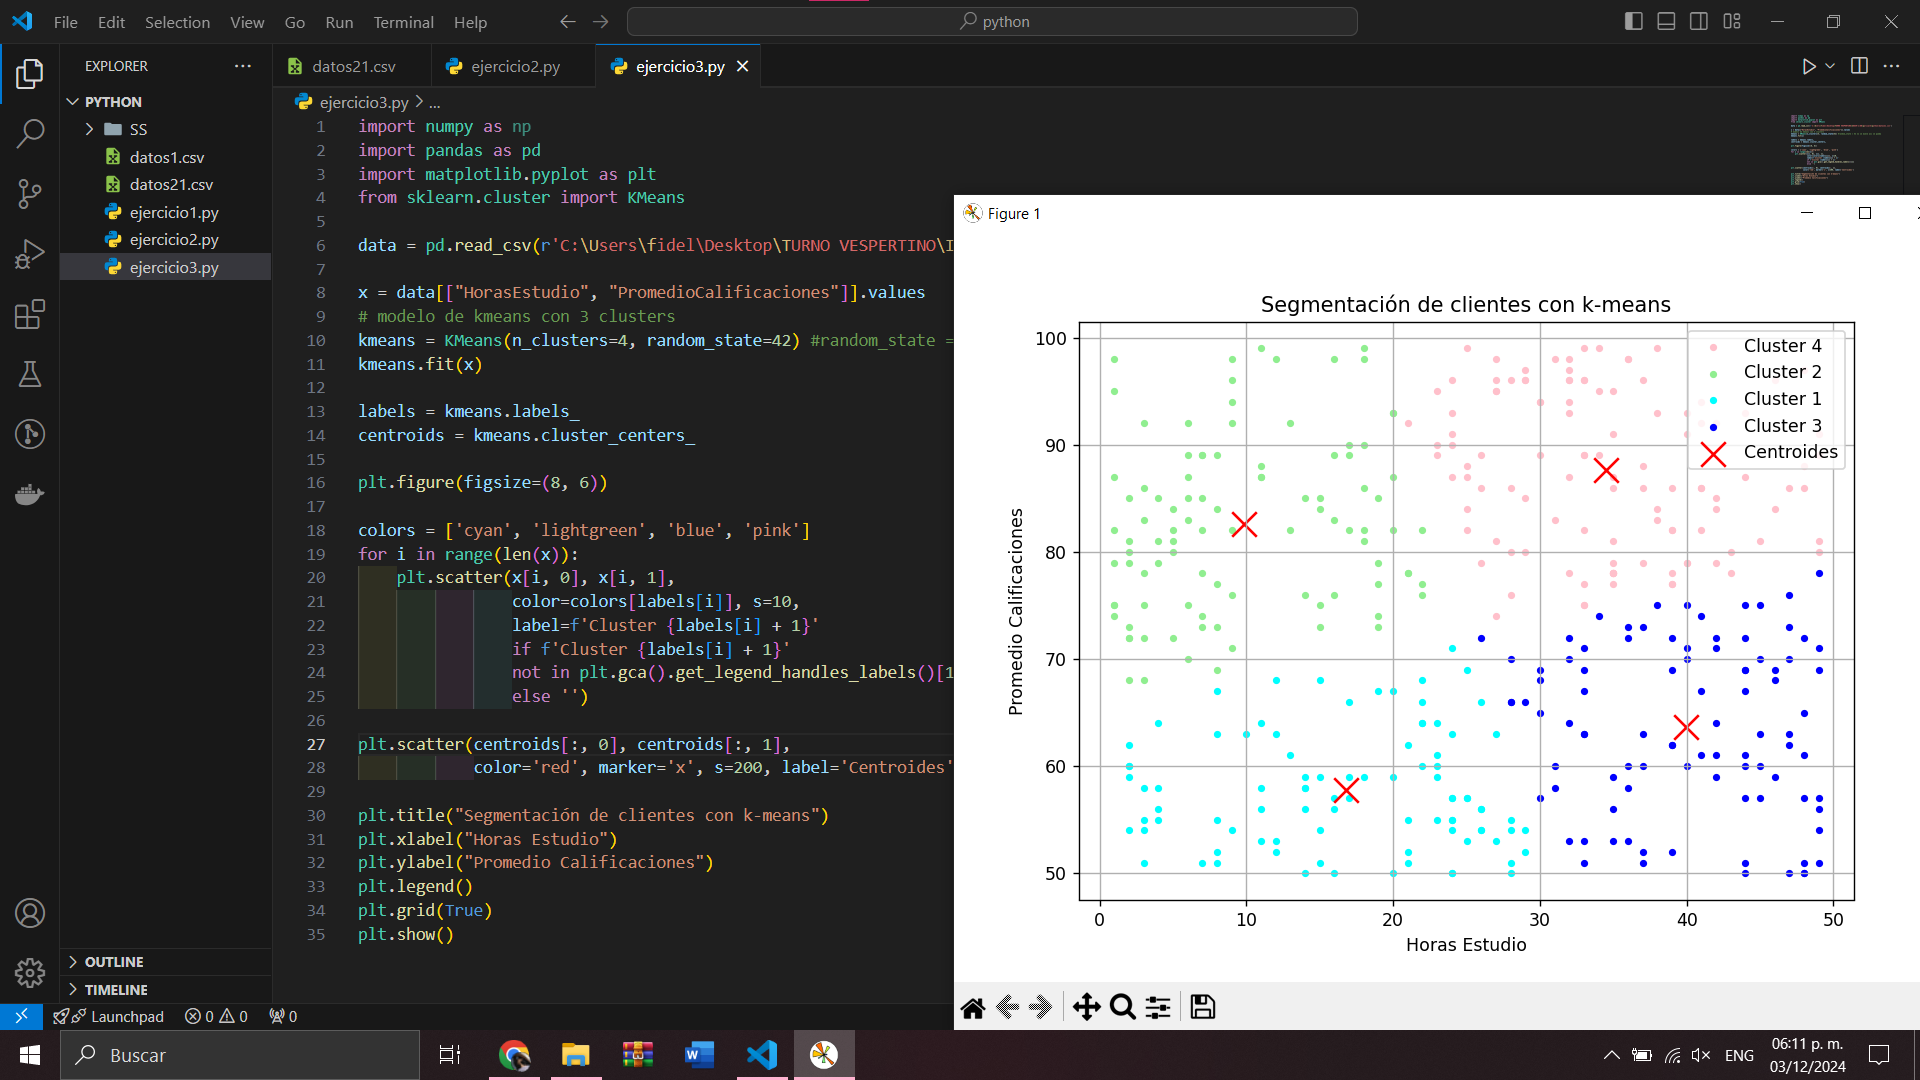 File Edit Selection View Go Run Terminal Help
python
EXPLORER
PYTHON
SS
datos1.csv
datos21.csv
ejercicio1.py
ejercicio2.py
ejercicio3.py
OUTLINE
TIMELINE
datos21.csv ejercicio2.py ejercicio3.py
ejercicio3.py > ...
1 import numpy as np
2 import pandas as pd
3 import matplotlib.pyplot as plt
4 from sklearn.cluster import KMeans
5
6 data = pd.read_csv(r'C:\Users\fidel\Desktop\TURNO VESPERTINO\I
7
8 x = data[["HorasEstudio", "PromedioCalificaciones"]].values
9 # modelo de kmeans con 3 clusters
10 kmeans = KMeans(n_clusters=4, random_state=42) #random_state =
11 kmeans.fit(x)
12
13 labels = kmeans.labels_
14 centroids = kmeans.cluster_centers_
15
16 plt.figure(figsize=(8, 6))
17
18 colors = ['cyan', 'lightgreen', 'blue', 'pink']
19 for i in range(len(x)):
20 plt.scatter(x[i, 0], x[i, 1],
21 color=colors[labels[i]], s=10,
22 label=f'Cluster {labels[i] + 1}'
23 if f'Cluster {labels[i] + 1}'
24 not in plt.gca().get_legend_handles_labels()[1
25 else '')
26
27 plt.scatter(centroids[:, 0], centroids[:, 1],
28 color='red', marker='x', s=200, label='Centroides'
29
30 plt.title("Segmentación de clientes con k-means")
31 plt.xlabel("Horas Estudio")
32 plt.ylabel("Promedio Calificaciones")
33 plt.legend()
34 plt.grid(True)
35 plt.show()
Figure 1
Segmentación de clientes con k-means
Cluster 4
Cluster 2
Cluster 1
Cluster 3
Centroides
Promedio Calificaciones
100
90
80
70
60
50
0 10 20 30 40 50
Horas Estudio
Launchpad 0 0 0
Buscar
ENG
06:11 p. m.
03/12/2024